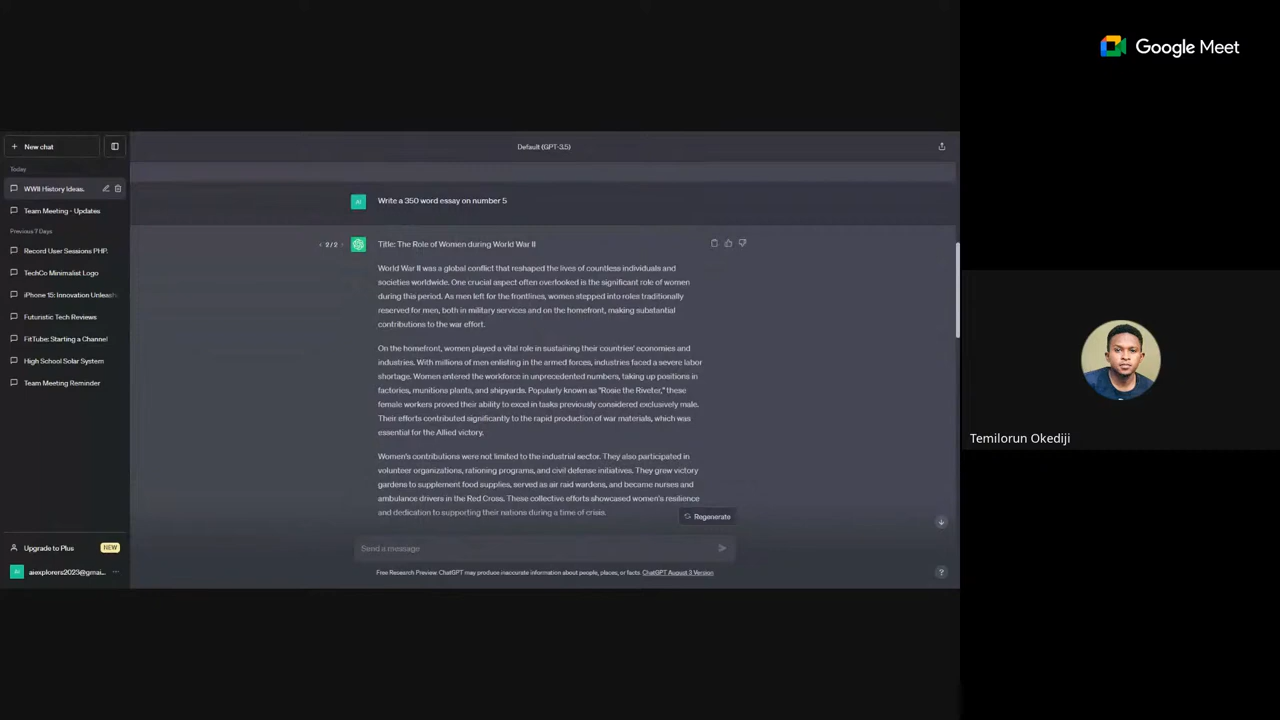 Google Meet
New chat
Default (GPT-3.5)
Today
WWII History Ideas.
Team Meeting - Updates
Previous 7 Days
Record User Sessions PHP.
TechCo Minimalist Logo
iPhone 15: Innovation Unleash
Futuristic Tech Reviews
FitTube: Starting a Channel
High School Solar System
Team Meeting Reminder
AI
Write a 350 word essay on number 5
< 2/2 >
Title: The Role of Women during World War II
World War II was a global conflict that reshaped the lives of countless individuals and
societies worldwide. One crucial aspect often overlooked is the significant role of women
during this period. As men left for the frontlines, women stepped into roles traditionally
reserved for men, both in military services and on the homefront, making substantial
contributions to the war effort.
On the homefront, women played a vital role in sustaining their countries' economies and
industries. With millions of men enlisting in the armed forces, industries faced a severe labor
shortage. Women entered the workforce in unprecedented numbers, taking up positions in
factories, munitions plants, and shipyards. Popularly known as "Rosie the Riveter," these
female workers proved their ability to excel in tasks previously considered exclusively male.
Their efforts contributed significantly to the rapid production of war materials, which was
essential for the Allied victory.
Women's contributions were not limited to the industrial sector. They also participated in
volunteer organizations, rationing programs, and civil defense initiatives. They grew victory
gardens to supplement food supplies, served as air raid wardens, and became nurses and
ambulance drivers in the Red Cross. These collective efforts showcased women's resilience
and dedication to supporting their nations during a time of crisis.
Regenerate
Send a message
Free Research Preview. ChatGPT may produce inaccurate information about people, places, or facts. ChatGPT August 3 Version
?
Upgrade to Plus
NEW
AI
aiexplorers2023@gmai...
Temilorun Okediji